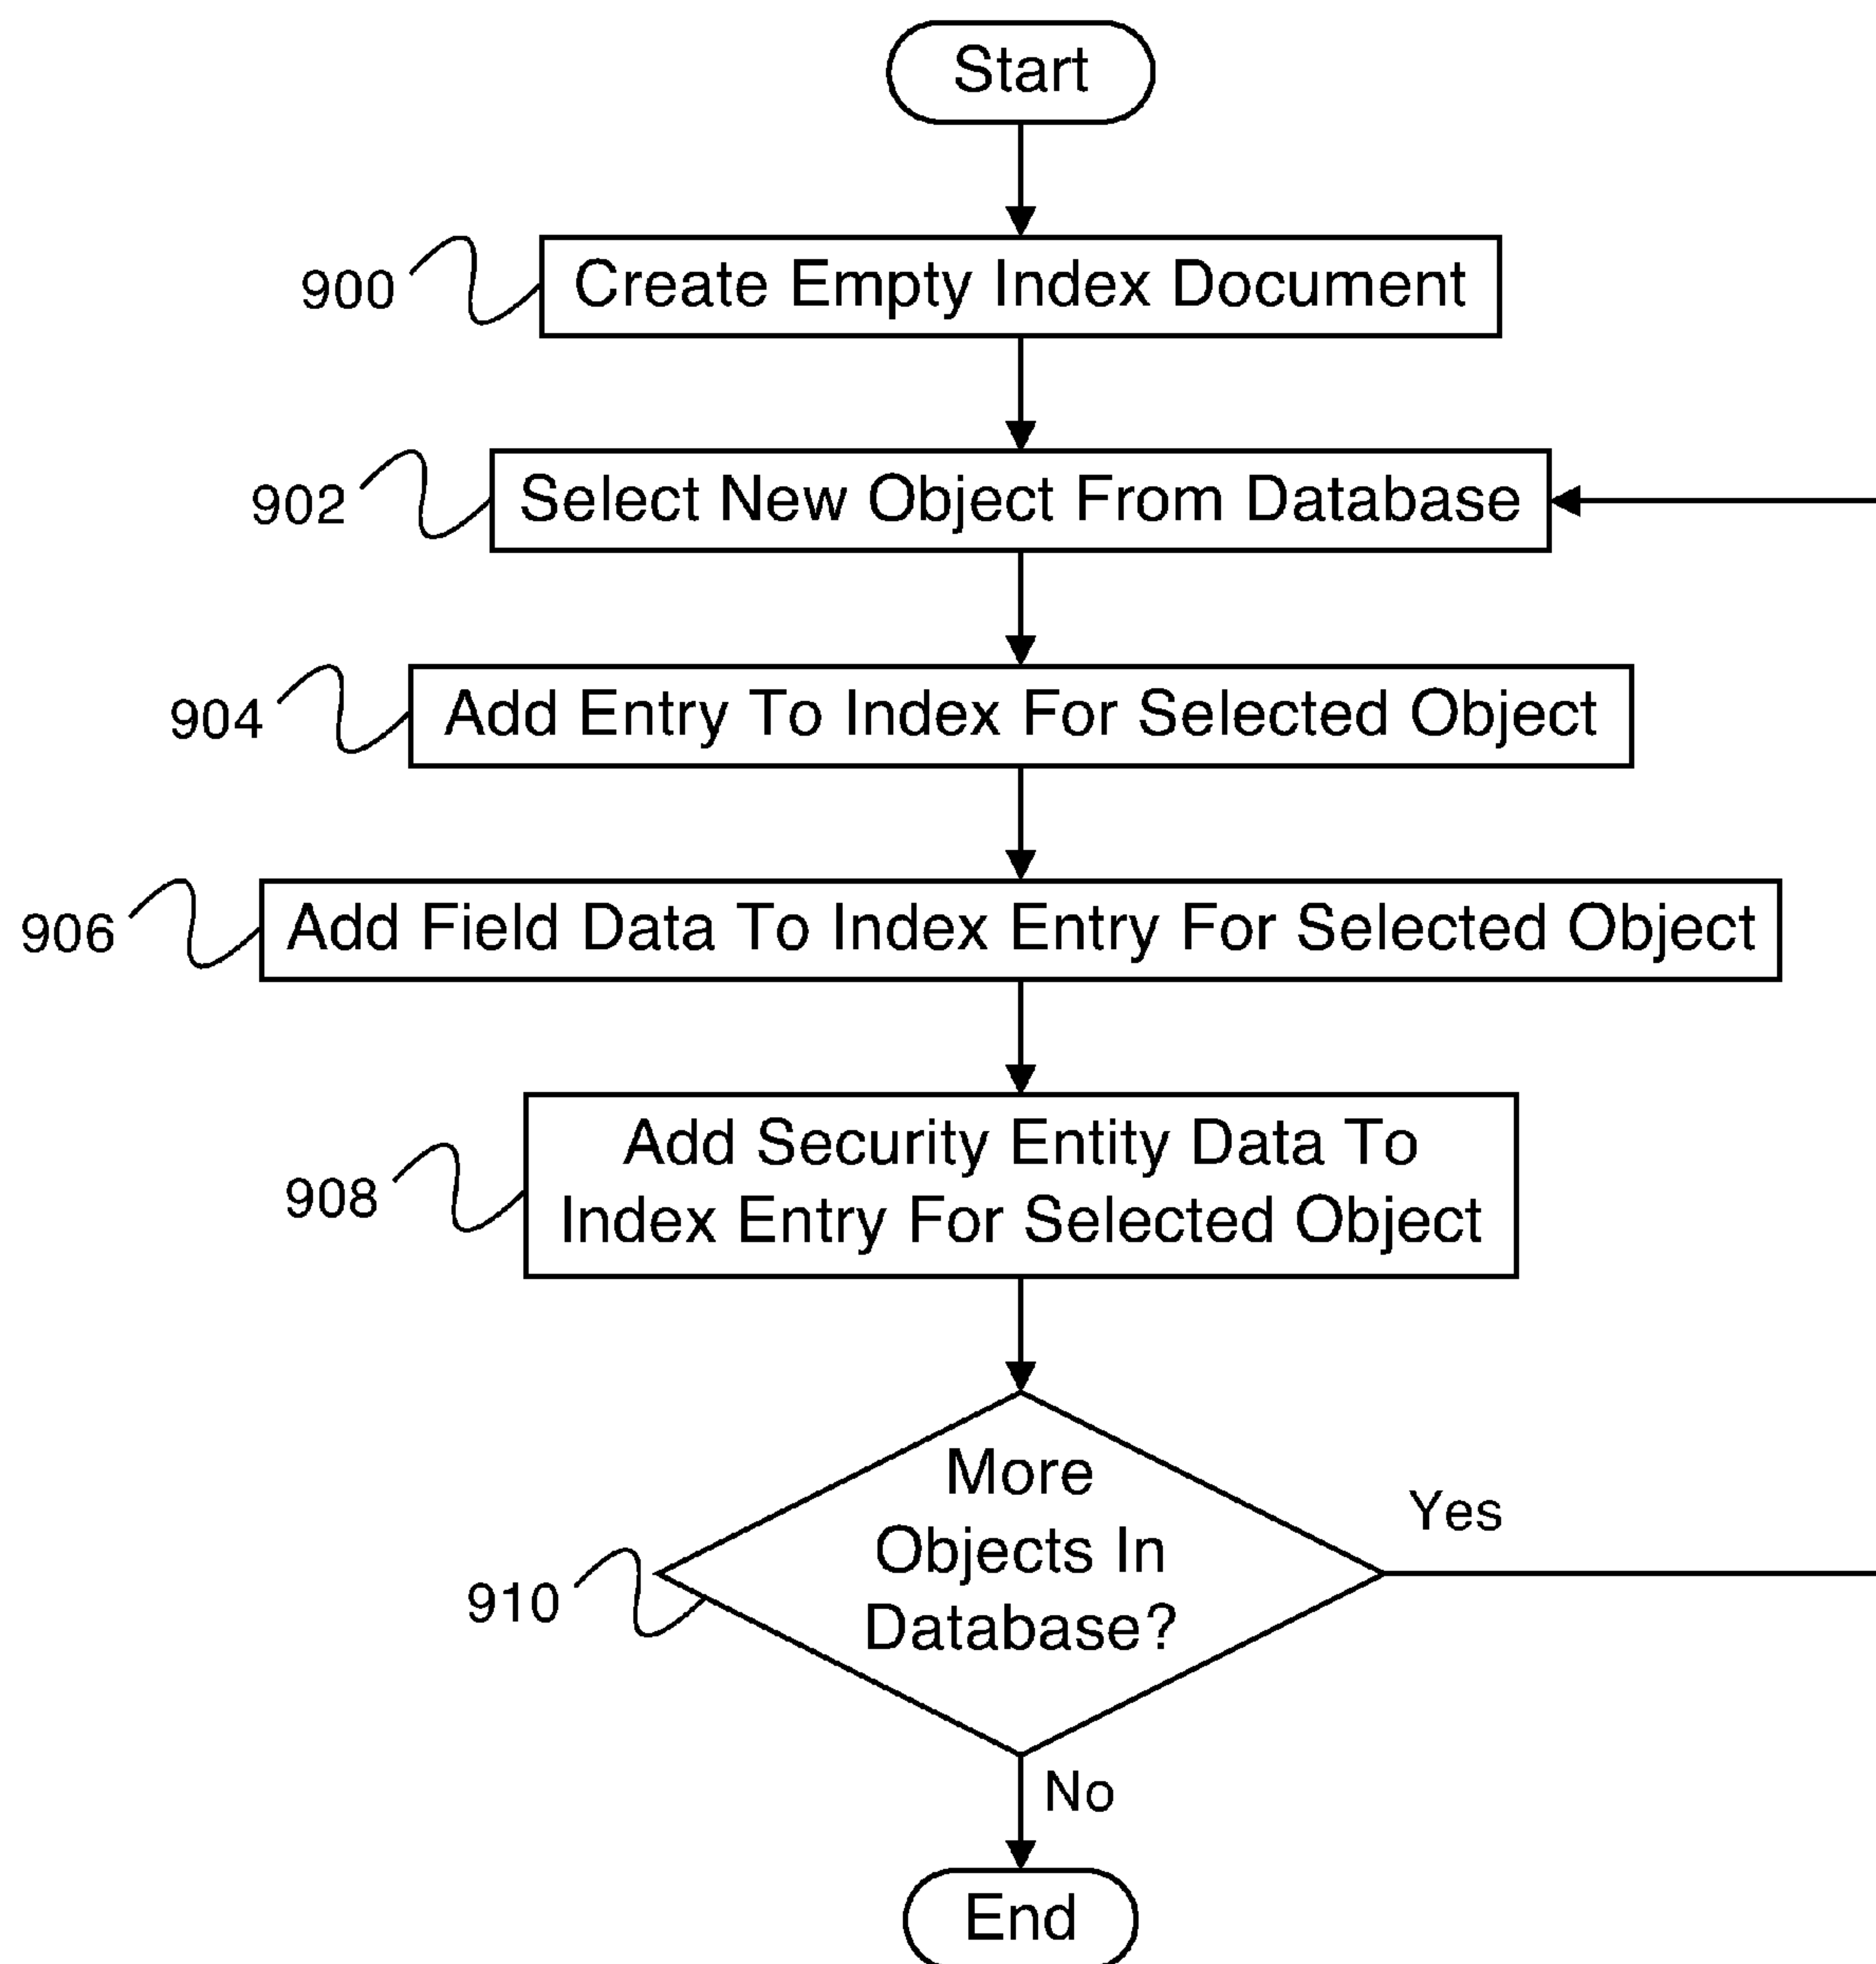 Start
900
Create Empty Index Document
902
Select New Object From Database
904
Add Entry To Index For Selected Object
906
Add Field Data To Index Entry For Selected Object
908
Add Security Entity Data To
Index Entry For Selected Object
910
More
Objects In
Database?
Yes
No
End